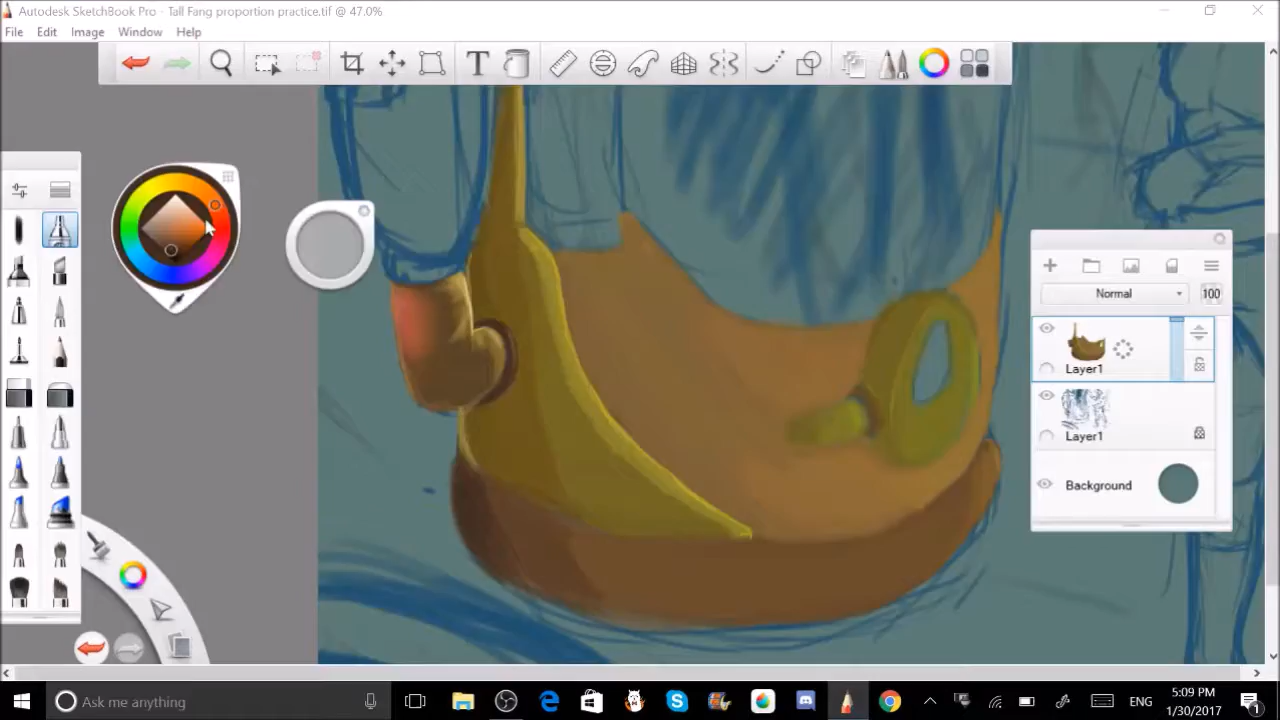 Autodesk SketchBook Pro - Tall Fang proportion practice.tif @ 47.0%
File Edit Image Window Help
T
Normal 100
Layer1
Layer1
Background
Ask me anything
ENG
5:09 PM
1/30/2017
1